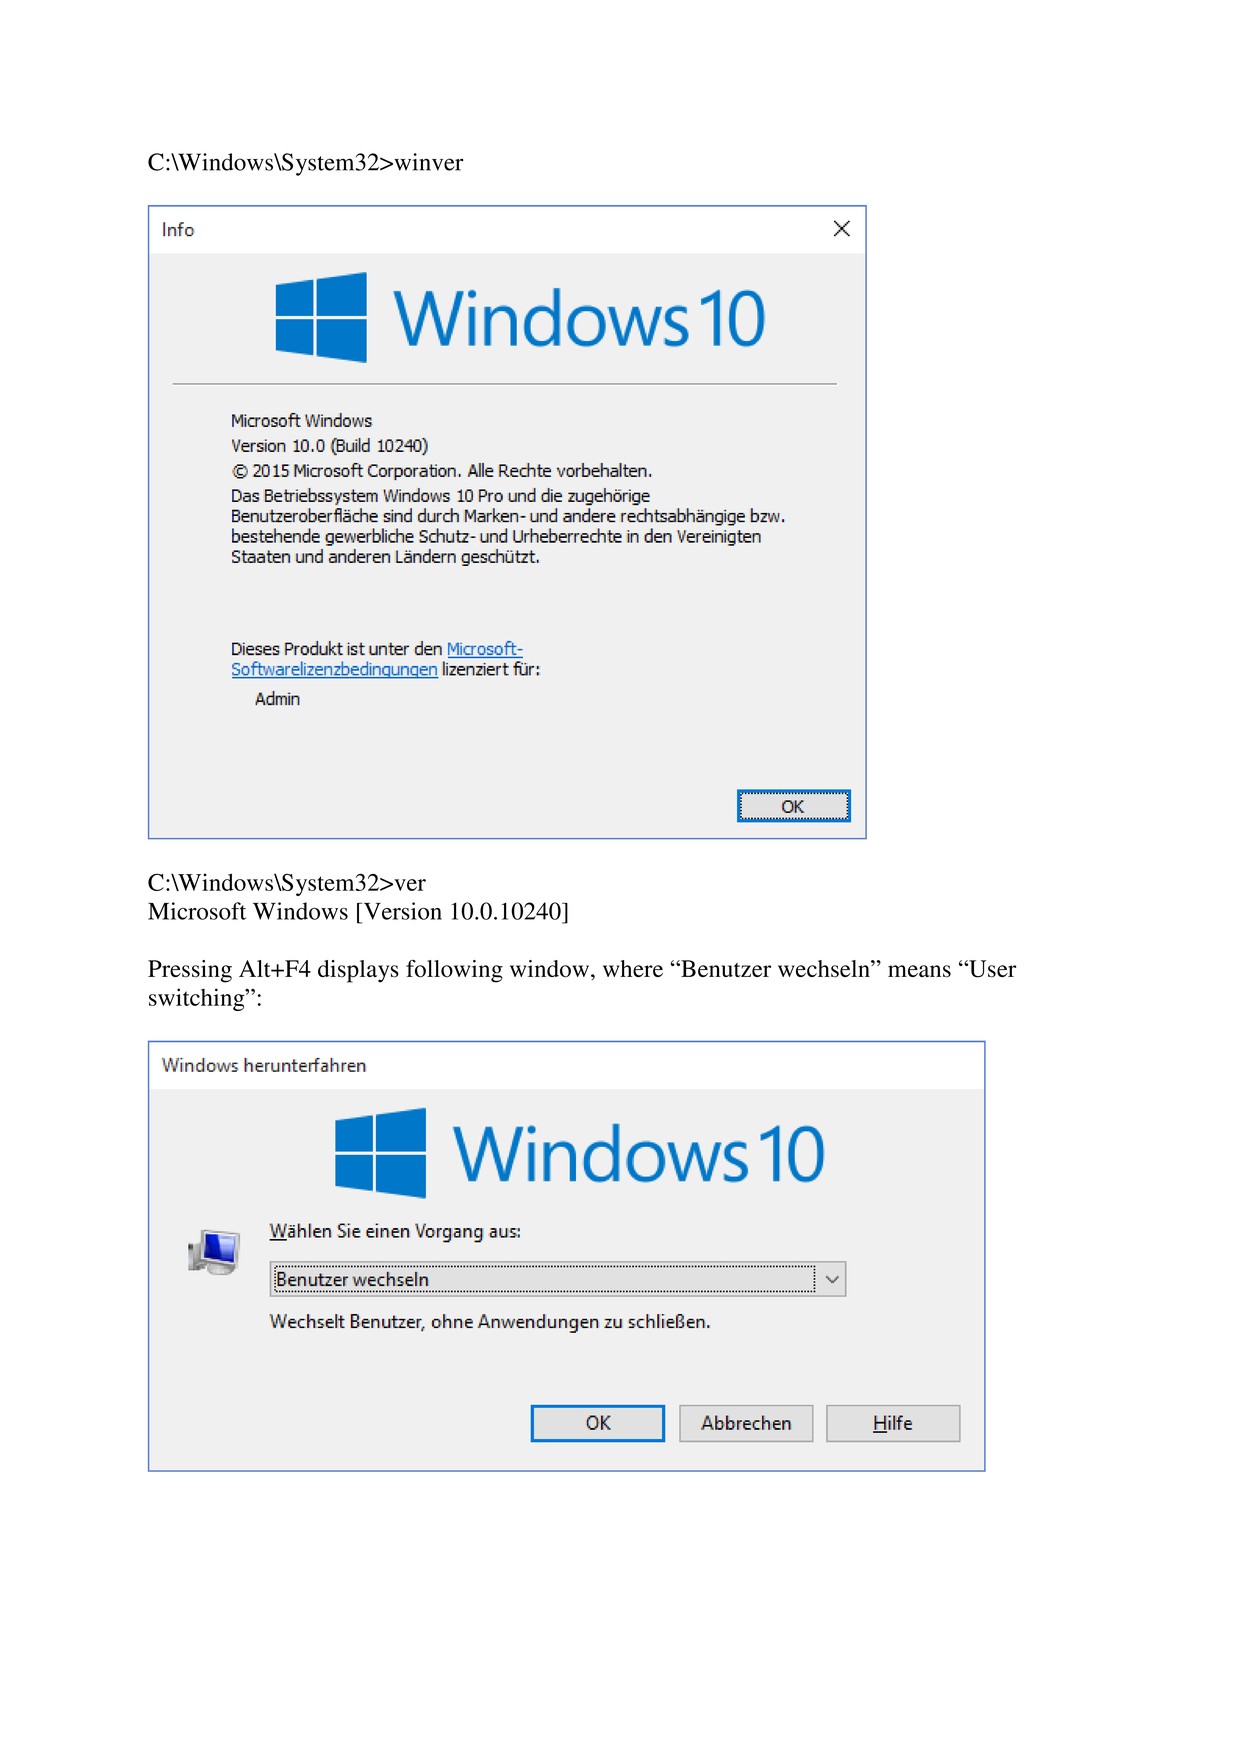 C:\Windows\System32>winver
Info
Windows 10
Microsoft Windows
Version 10.0 (Build 10240)
© 2015 Microsoft Corporation. Alle Rechte vorbehalten.
Das Betriebssystem Windows 10 Pro und die zugehörige
Benutzeroberfläche sind durch Marken- und andere rechtsabhängige bzw.
bestehende gewerbliche Schutz- und Urheberrechte in den Vereinigten
Staaten und anderen Ländern geschützt.
Dieses Produkt ist unter den Microsoft-
Softwarelizenzbedingungen lizenziert für:
Admin
OK
C:\Windows\System32>ver
Microsoft Windows [Version 10.0.10240]
Pressing Alt+F4 displays following window, where “Benutzer wechseln” means “User
switching”:
Windows herunterfahren
Windows 10
Wählen Sie einen Vorgang aus:
Benutzer wechseln
Wechselt Benutzer, ohne Anwendungen zu schließen.
OK Abbrechen Hilfe